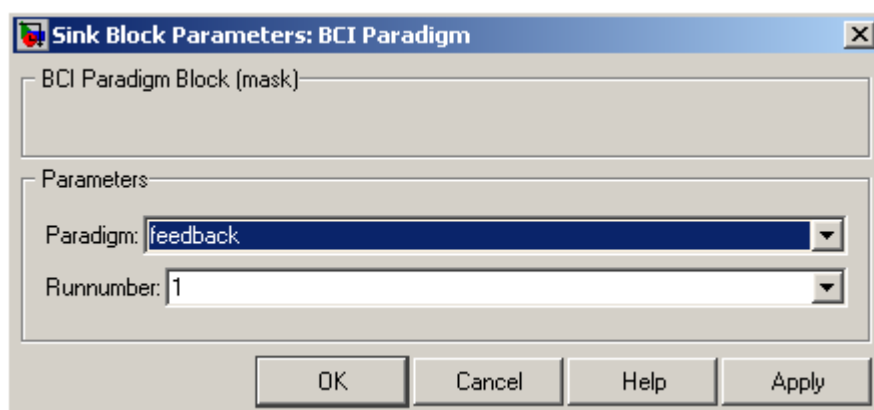 Sink Block Parameters: BCI Paradigm
BCI Paradigm Block (mask)
Parameters
Paradigm: feedback
Runnumber: 1
OK Cancel Help Apply